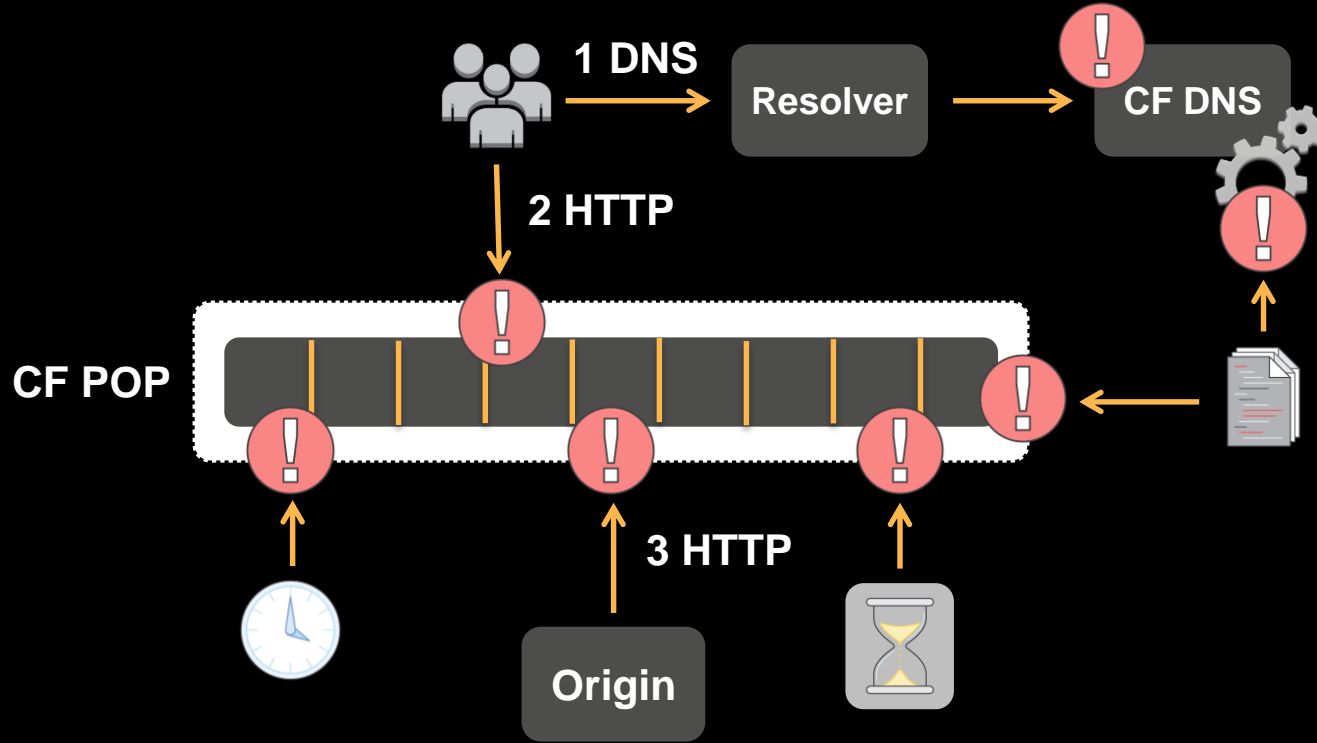 1 DNS
Resolver
CF DNS
2 HTTP
CF POP
3 HTTP
Origin